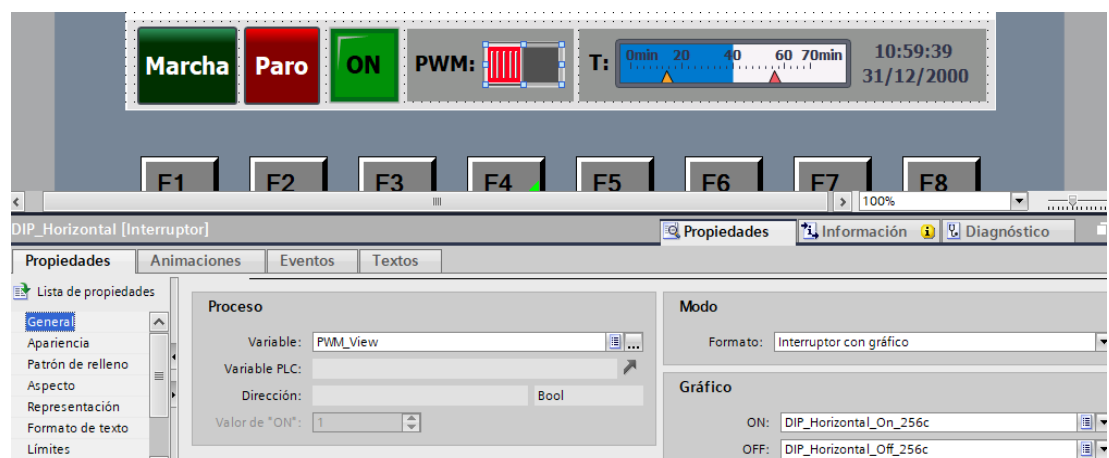 Marcha Paro ON PWM: T: 0min 20 40 60 70min 10:59:39
31/12/2000
F1 F2 F3 F4 F5 F6 F7 F8
100%
DIP_Horizontal [Interruptor] Propiedades Información Diagnóstico
Propiedades Animaciones Eventos Textos
Lista de propiedades
General
Apariencia
Patrón de relleno
Aspecto
Representación
Formato de texto
Límites
Proceso
Variable: PWM_View
Variable PLC:
Dirección: Bool
Valor de "ON": 1
Modo
Formato: Interruptor con gráfico
Gráfico
ON: DIP_Horizontal_On_256c
OFF: DIP_Horizontal_Off_256c